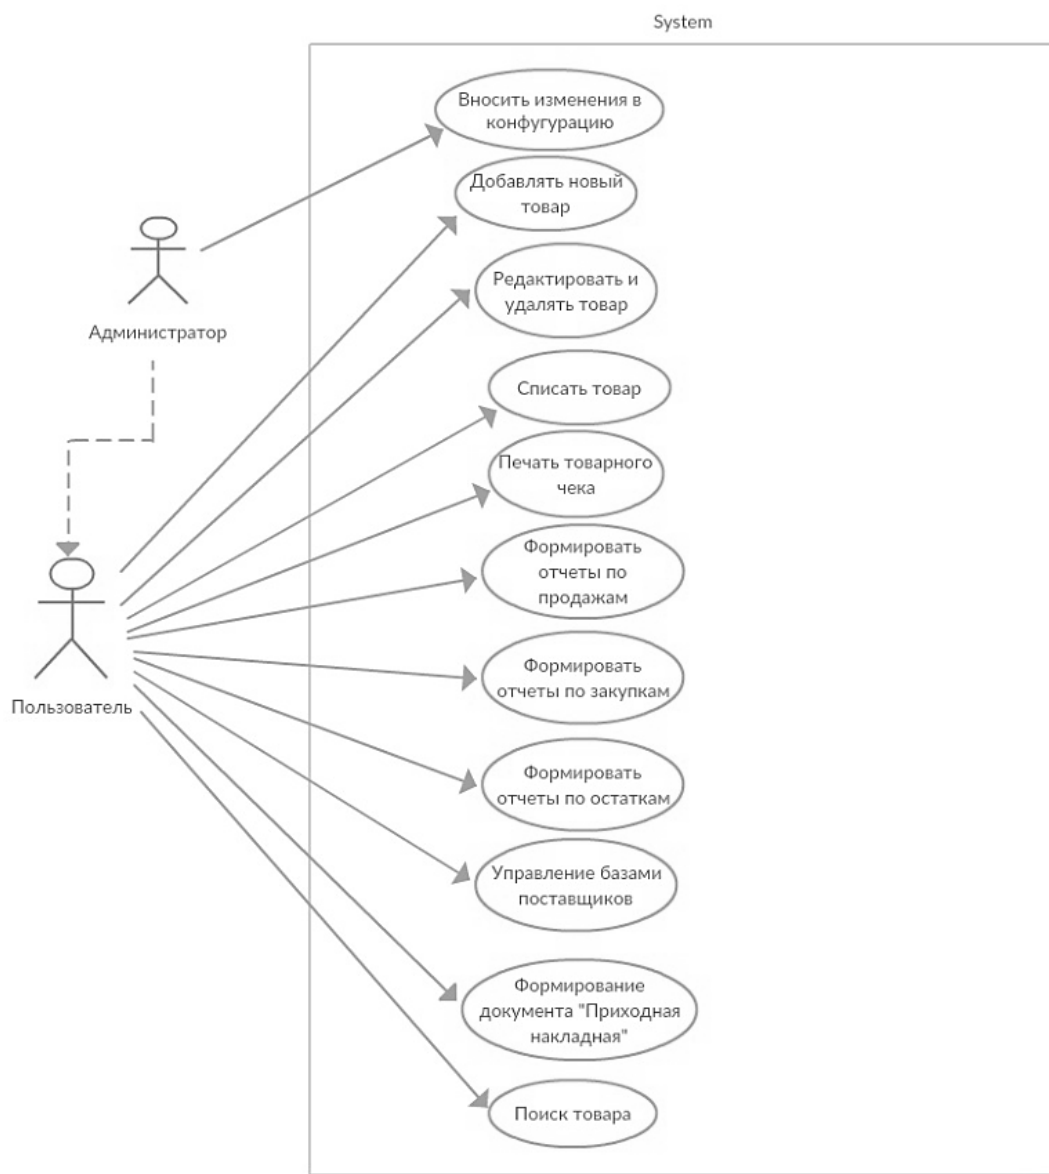 System
Вносить изменения в
конфугурацию
Добавлять новый
товар
Редактировать и
удалять товар
Администратор
Списать товар
Печать товарного
чека
Формировать
отчеты по
продажам
Формировать
отчеты по закупкам
Пользователь
Формировать
отчеты по остаткам
Управление базами
поставщиков
Формирование
документа "Приходная
накладная"
Поиск товара